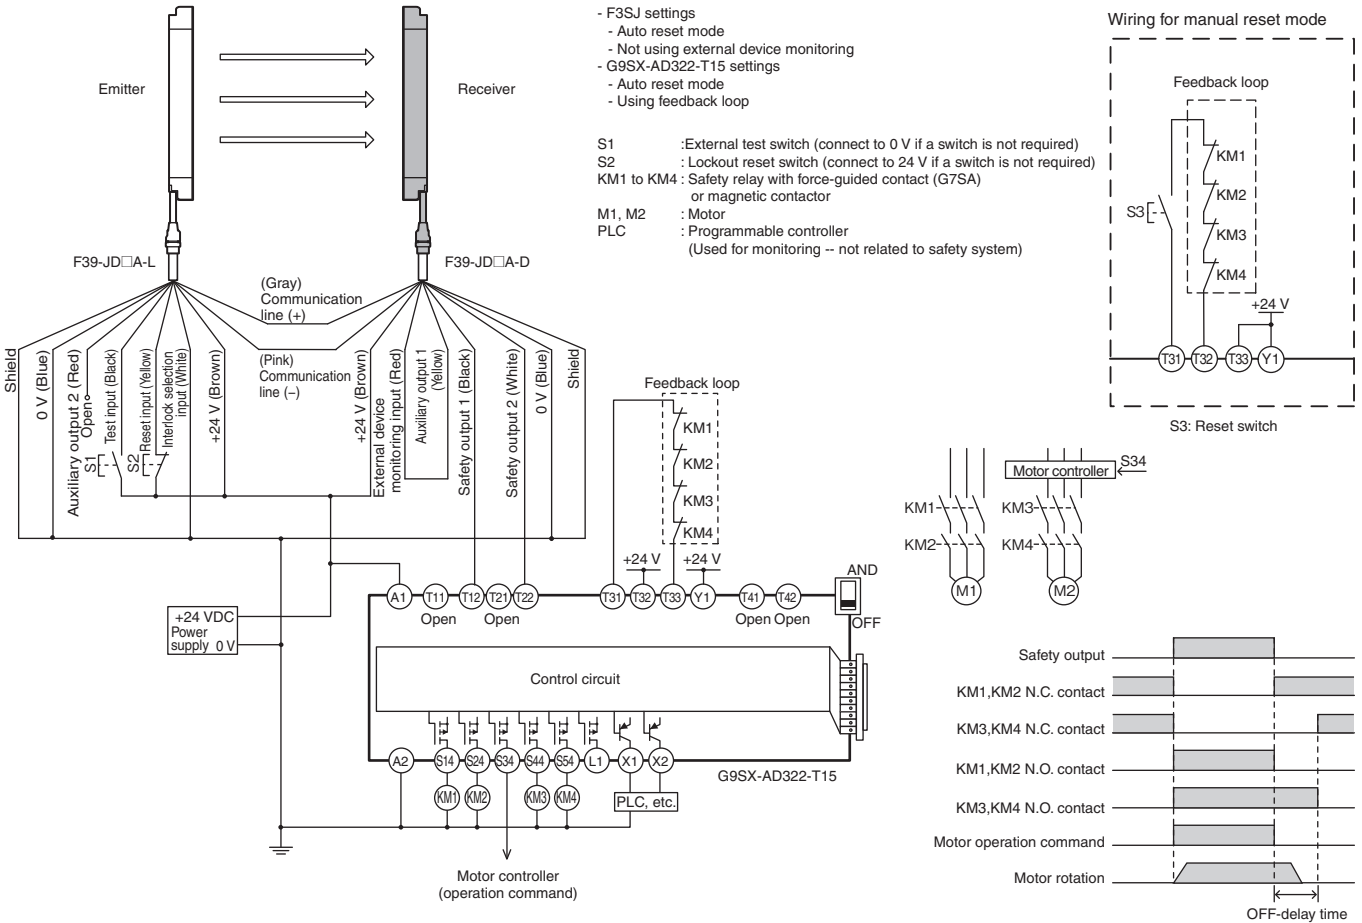 - F3SJ settings
- Auto reset mode
- Not using external device monitoring
- G9SX-AD322-T15 settings
- Auto reset mode
- Using feedback loop
S1 :External test switch (connect to 0 V if a switch is not required)
S2 : Lockout reset switch (connect to 24 V if a switch is not required)
KM1 to KM4 : Safety relay with force-guided contact (G7SA)
or magnetic contactor
M1, M2 : Motor
PLC : Programmable controller
(Used for monitoring -- not related to safety system)
Emitter
Receiver
F39-JD□A-L
F39-JD□A-D
(Gray)
Communication
line (+)
(Pink)
Communication
line (−)
Shield
0 V (Blue)
Auxiliary output 2 (Red)
Open
Test input (Black)
Reset input (Yellow)
Interlock selection
input (White)
+24 V (Brown)
S1
S2
+24 V (Brown)
External device
monitoring input (Red)
Auxiliary output 1
(Yellow)
Safety output 1 (Black)
Safety output 2 (White)
0 V (Blue)
Shield
Feedback loop
KM1
KM2
KM3
KM4
+24 V
+24 V
A1
T11
T12
T21
T22
T31
T32
T33
Y1
T41
T42
Open
Open
Open
Open
AND
OFF
+24 VDC
Power
supply 0 V
Control circuit
A2
S14
S24
S34
S44
S54
L1
X1
X2
G9SX-AD322-T15
KM1
KM2
KM3
KM4
PLC, etc.
Motor controller
(operation command)
Wiring for manual reset mode
Feedback loop
KM1
KM2
KM3
KM4
S3
+24 V
T31
T32
T33
Y1
S3: Reset switch
Motor controller
S34
KM1
KM3
KM2
KM4
M1
M2
Safety output
KM1,KM2 N.C. contact
KM3,KM4 N.C. contact
KM1,KM2 N.O. contact
KM3,KM4 N.O. contact
Motor operation command
Motor rotation
OFF-delay time